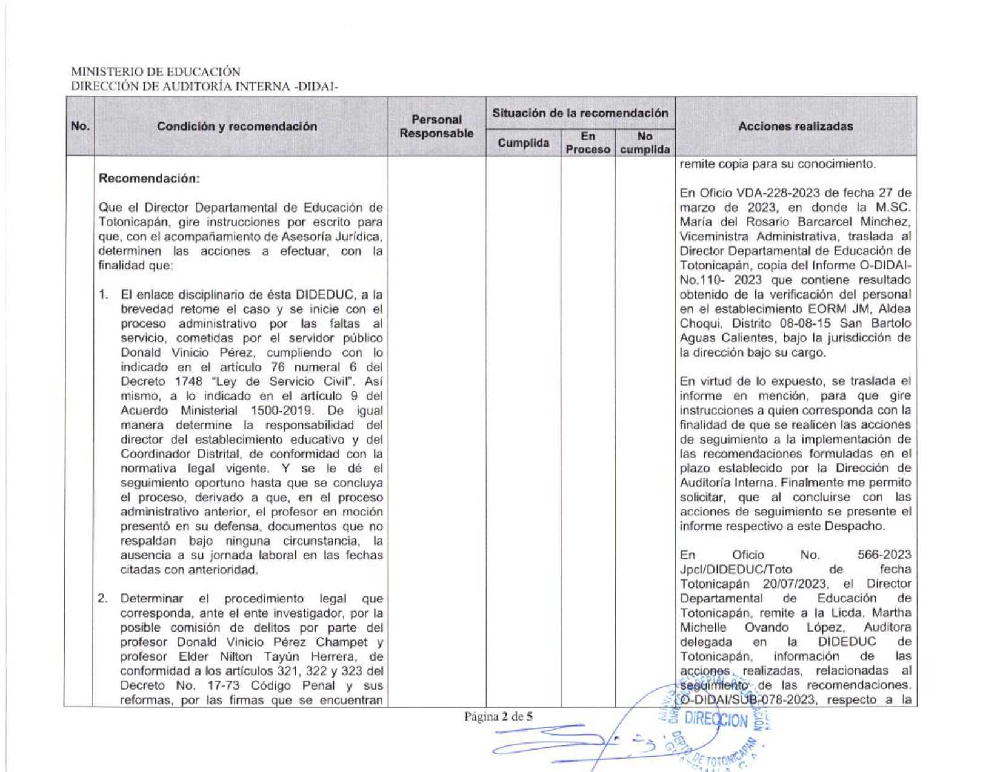 MINISTERIO DE EDUCACIÓN
DIRECCIÓN DE AUDITORÍA INTERNA -DIDAI-
No.
Condición y recomendación
Personal
Responsable
Situación de la recomendación
Cumplida
En
Proceso
No
cumplida
Acciones realizadas
Recomendación:
Que el Director Departamental de Educación de
Totonicapán, gire instrucciones por escrito para
que, con el acompañamiento de Asesoría Jurídica,
determinen las acciones a efectuar, con la
finalidad que:
1. El enlace disciplinario de ésta DIDEDUC, a la
brevedad retome el caso y se inicie con el
proceso administrativo por las faltas al
servicio, cometidas por el servidor público
Donald Vinicio Pérez, cumpliendo con lo
indicado en el artículo 76 numeral 6 del
Decreto 1748 “Ley de Servicio Civil”. Así
mismo, a lo indicado en el artículo 9 del
Acuerdo Ministerial 1500-2019. De igual
manera determine la responsabilidad del
director del establecimiento educativo y del
Coordinador Distrital, de conformidad con la
normativa legal vigente. Y se le dé el
seguimiento oportuno hasta que se concluya
el proceso, derivado a que, en el proceso
administrativo anterior, el profesor en moción
presentó en su defensa, documentos que no
respaldan bajo ninguna circunstancia, la
ausencia a su jornada laboral en las fechas
citadas con anterioridad.
2. Determinar el procedimiento legal que
corresponda, ante el ente investigador, por la
posible comisión de delitos por parte del
profesor Donald Vinicio Pérez Champet y
profesor Elder Nilton Tayún Herrera, de
conformidad a los artículos 321, 322 y 323 del
Decreto No. 17-73 Código Penal y sus
reformas, por las firmas que se encuentran
remite copia para su conocimiento.
En Oficio VDA-228-2023 de fecha 27 de
marzo de 2023, en donde la M.SC.
María del Rosario Barcarcel Minchez,
Viceministra Administrativa, traslada al
Director Departamental de Educación de
Totonicapán, copia del Informe O-DIDAI-
No.110- 2023 que contiene resultado
obtenido de la verificación del personal
en el establecimiento EORM JM, Aldea
Choqui, Distrito 08-08-15 San Bartolo
Aguas Calientes, bajo la jurisdicción de
la dirección bajo su cargo.
En virtud de lo expuesto, se traslada el
informe en mención, para que gire
instrucciones a quien corresponda con la
finalidad de que se realicen las acciones
de seguimiento a la implementación de
las recomendaciones formuladas en el
plazo establecido por la Dirección de
Auditoría Interna. Finalmente me permito
solicitar, que al concluirse con las
acciones de seguimiento se presente el
informe respectivo a este Despacho.
En Oficio No. 566-2023
Jpcl/DIDEDUC/Toto de fecha
Totonicapán 20/07/2023, el Director
Departamental de Educación de
Totonicapán, remite a la Licda. Martha
Michelle Ovando López, Auditora
delegada en la DIDEDUC de
Totonicapán, información de las
acciones realizadas, relacionadas al
seguimiento de las recomendaciones.
O-DIDAI/SUB-078-2023, respecto a la
Página 2 de 5
DIRECCION
DEPTO. DE TOTONICAPAN